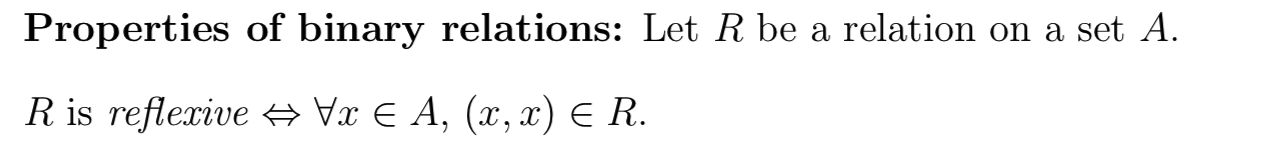 Properties of binary relations: Let R be a relation on a set A.
R is reflexive ⇔ ∀x ∈ A, (x, x) ∈ R.